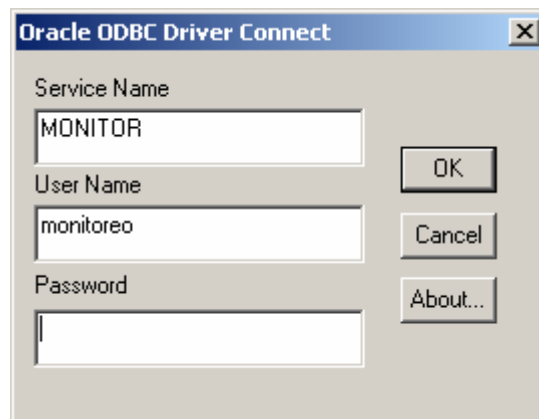 Oracle ODBC Driver Connect
Service Name
MONITOR
OK
User Name
monitoreo
Cancel
Password
About...